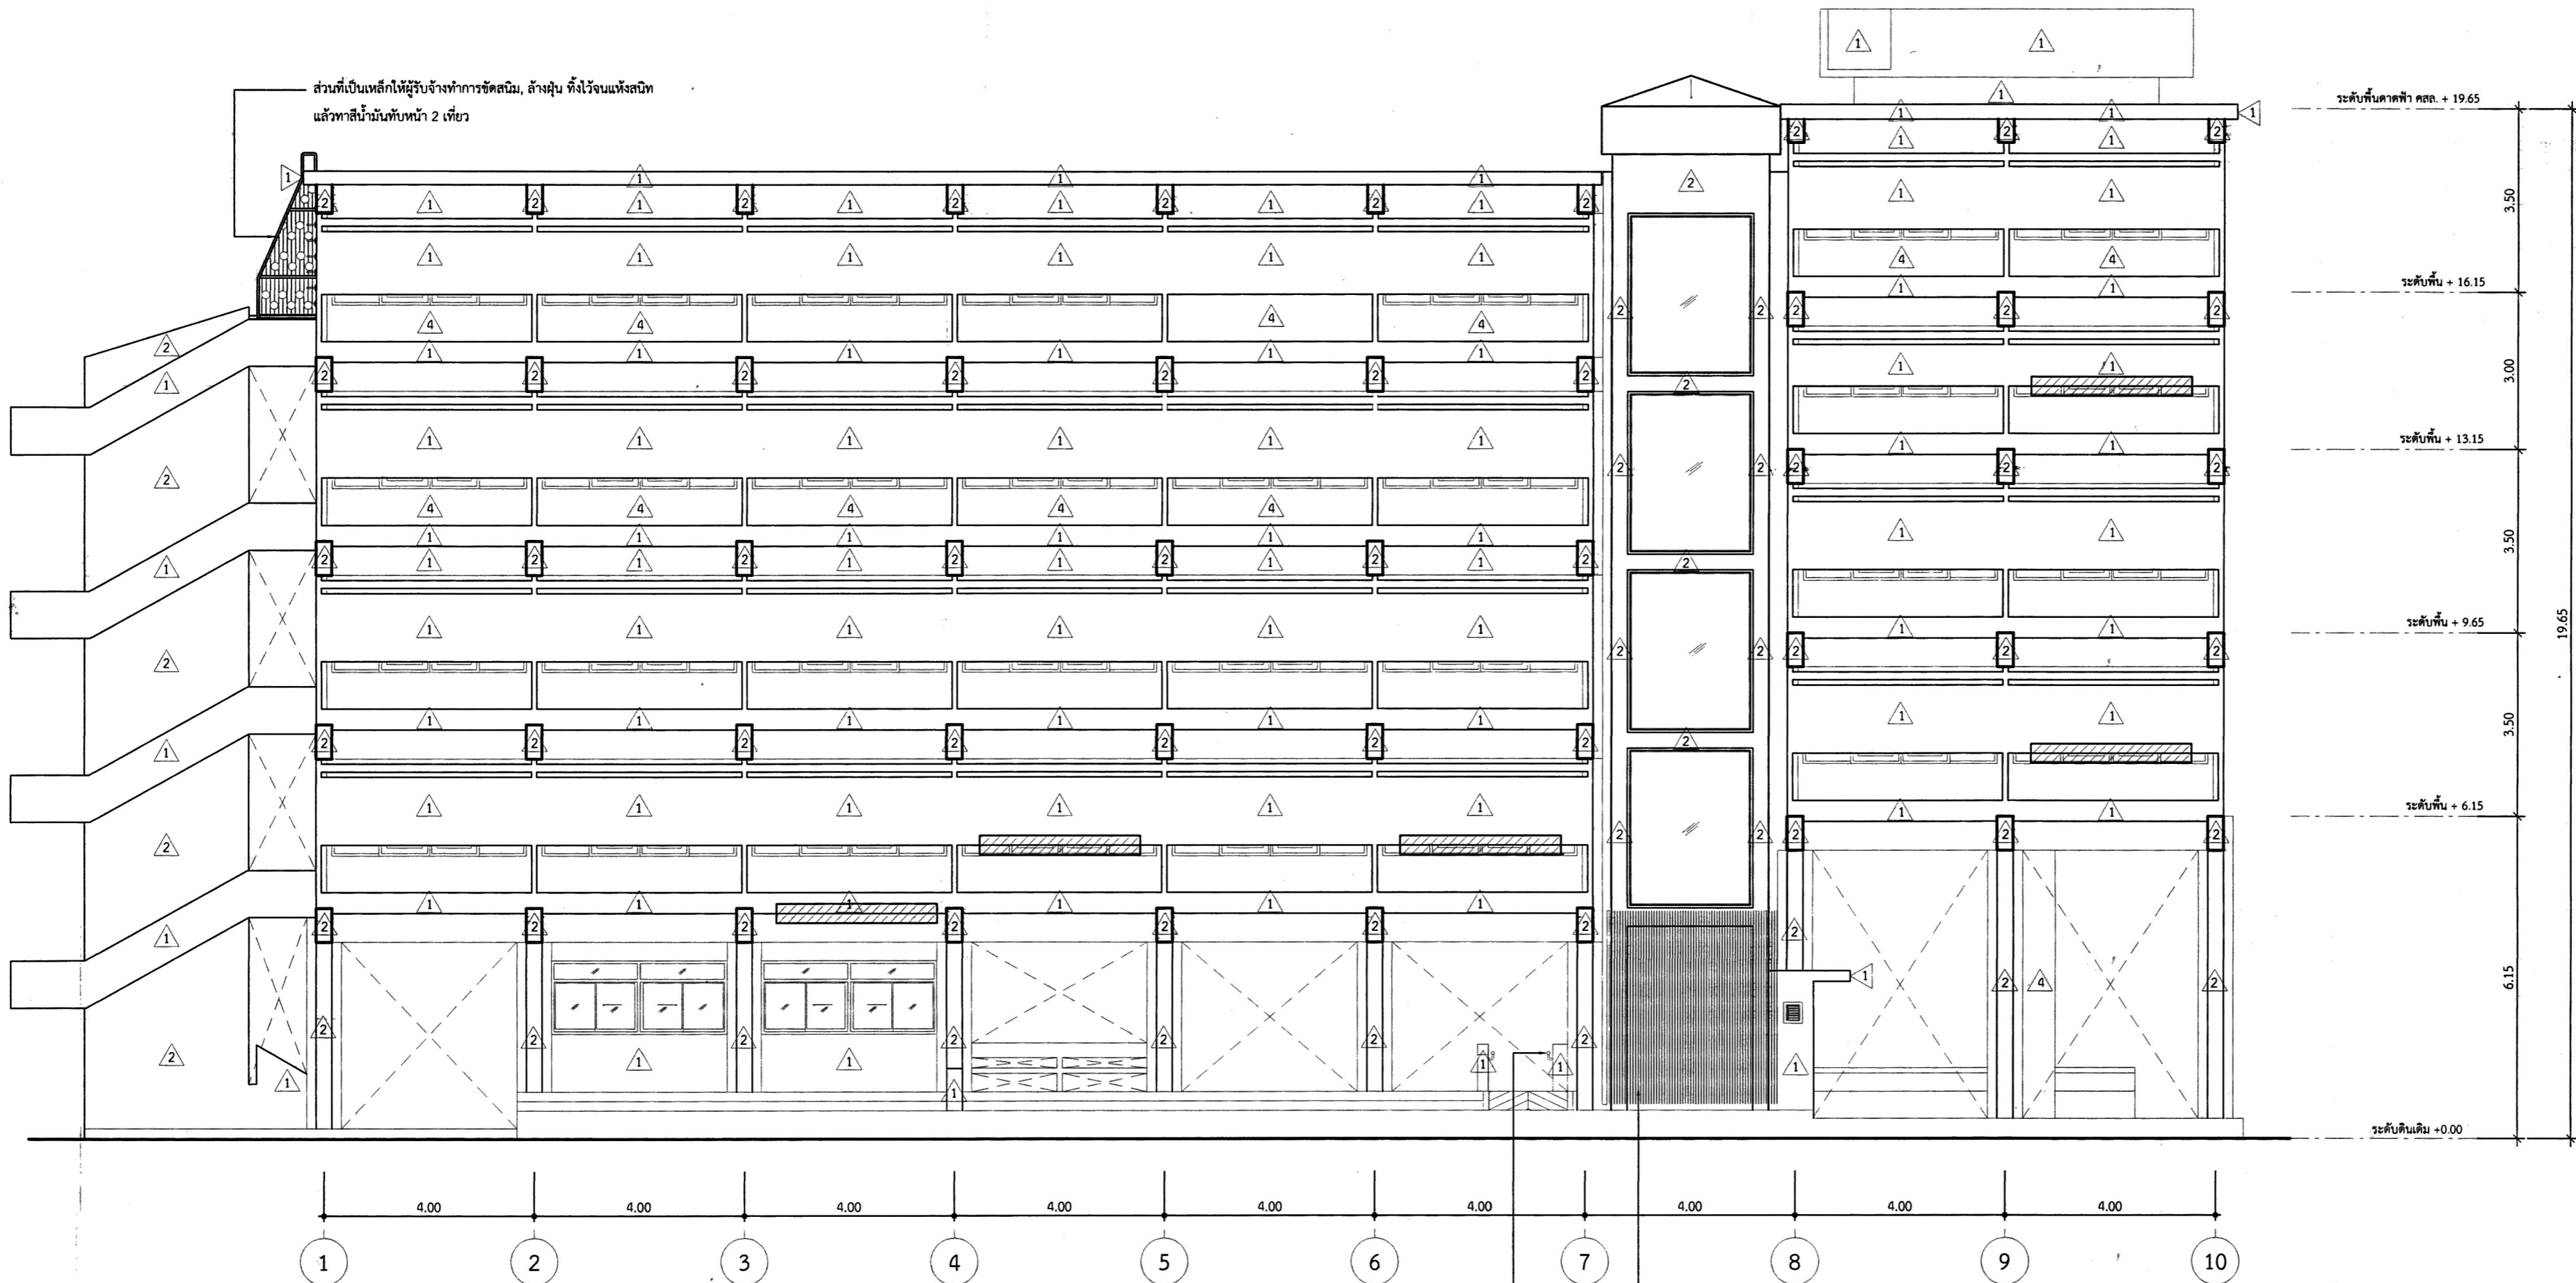 ส่วนที่เป็นเหล็กให้ผู้รับจ้างทำการขัดสนิม, ล้างฝุ่น ทิ้งไว้จนแห้งสนิท
แล้วทาสีน้ำมันทับหน้า 2 เที่ยว
ระดับพื้นดาดฟ้า คสล. + 19.65
3.50
ระดับพื้น + 16.15
3.00
ระดับพื้น + 13.15
3.50
ระดับพื้น + 9.65
3.50
ระดับพื้น + 6.15
6.15
19.65
ระดับดินเดิม +0.00
4.00 4.00 4.00 4.00 4.00 4.00 4.00 4.00 4.00
1 2 3 4 5 6 7 8 9 10